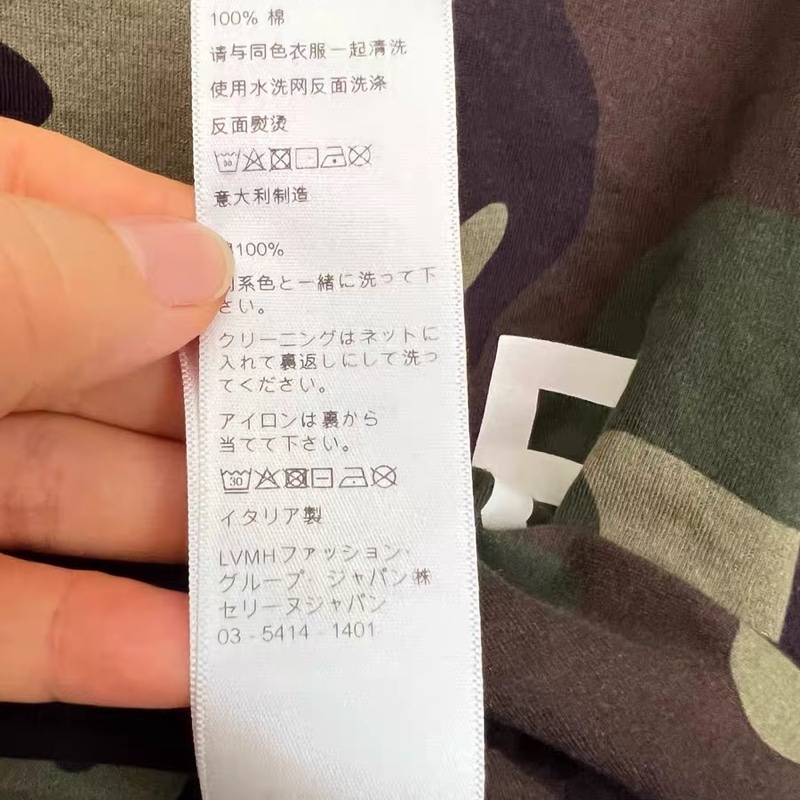 100% 棉
请与同色衣服一起清洗
使用水洗网反面洗涤
反面熨烫
30
意大利制造
100%
系色と一緒に洗って下
さい。
クリーニングはネットに
入れて裏返しにして洗っ
てください。
アイロンは裏から
当てて下さい。
30
イタリア製
LVMHファッション·
グループ· ジャパン㈱
セリーヌジャパン
03 - 5414 - 1401
E